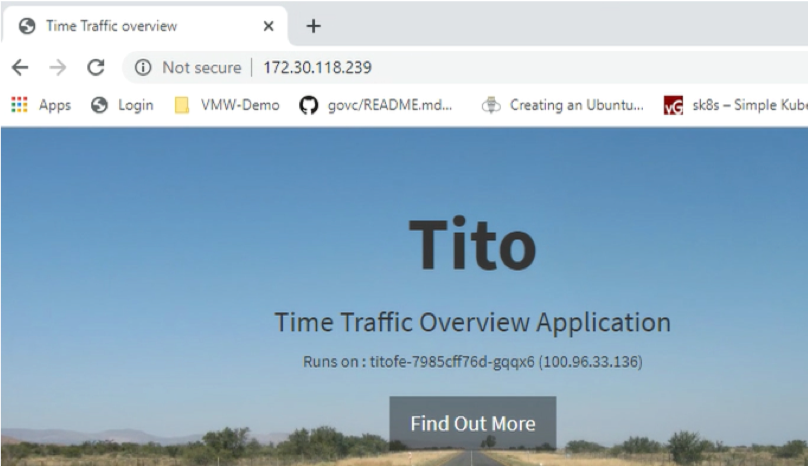 Time Traffic overview
Not secure 172.30.118.239
Apps Login VMW-Demo govc/README.md... Creating an Ubuntu... vG sk8s – Simple Kube
Tito
Time Traffic Overview Application
Runs on : titofe-7985cff76d-gqqx6 (100.96.33.136)
Find Out More